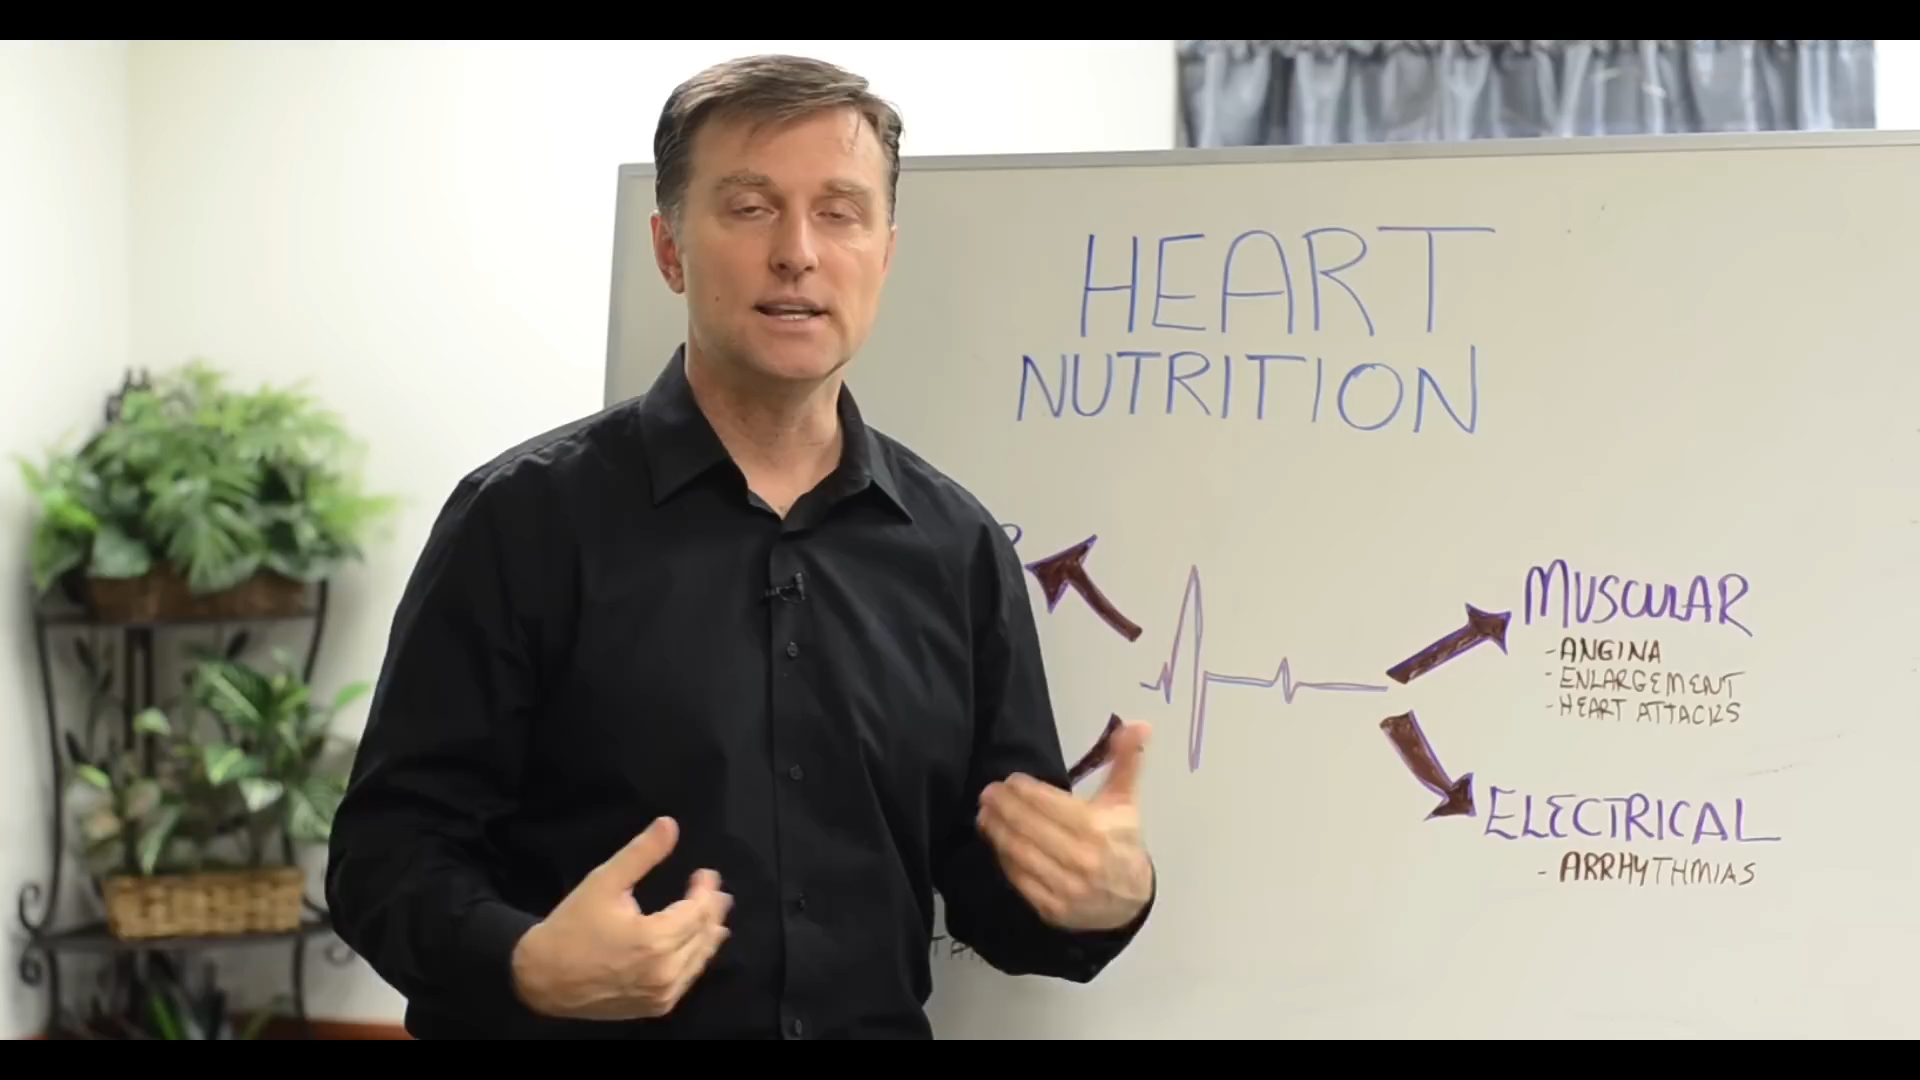 HEART
NUTRITION
MUSCULAR
-ANGINA
-ENLARGEMENT
-HEART ATTACKS
ELECTRICAL
- ARRHYTHMIAS